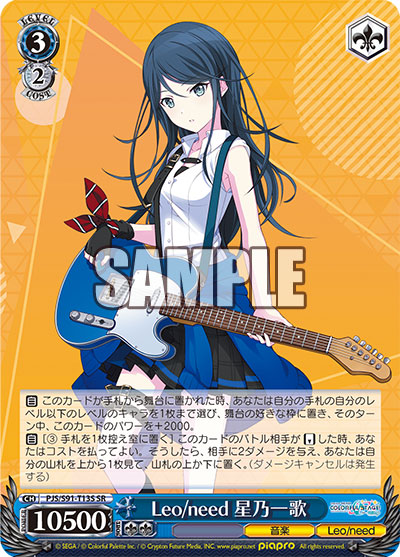 LEVEL
3
2
COST
SAMPLE
自 このカードが手札から舞台に置かれた時、あなたは自分の手札の自分のレ
ベル以下のレベルのキャラを1枚まで選び、舞台の好きな枠に置き、そのター
ン中、このカードのパワーを+2000。
自 [③ 手札を1枚控え室に置く] このカードのバトル相手が した時、あな
たはコストを払ってよい。そうしたら、相手に2ダメージを与え、あなたは自
分の山札を上から1枚見て、山札の上か下に置く。(ダメージキャンセルは発
生する)
CH PJS/S91-T13S SR
Leo/need 星乃一歌
POWER
10500
SOUL
音楽
Leo/need
COLORFUL STAGE!
© SEGA / © Colorful Palette Inc. / © Crypton Future Media, INC. www.piapro.net piapro All rights reserved.